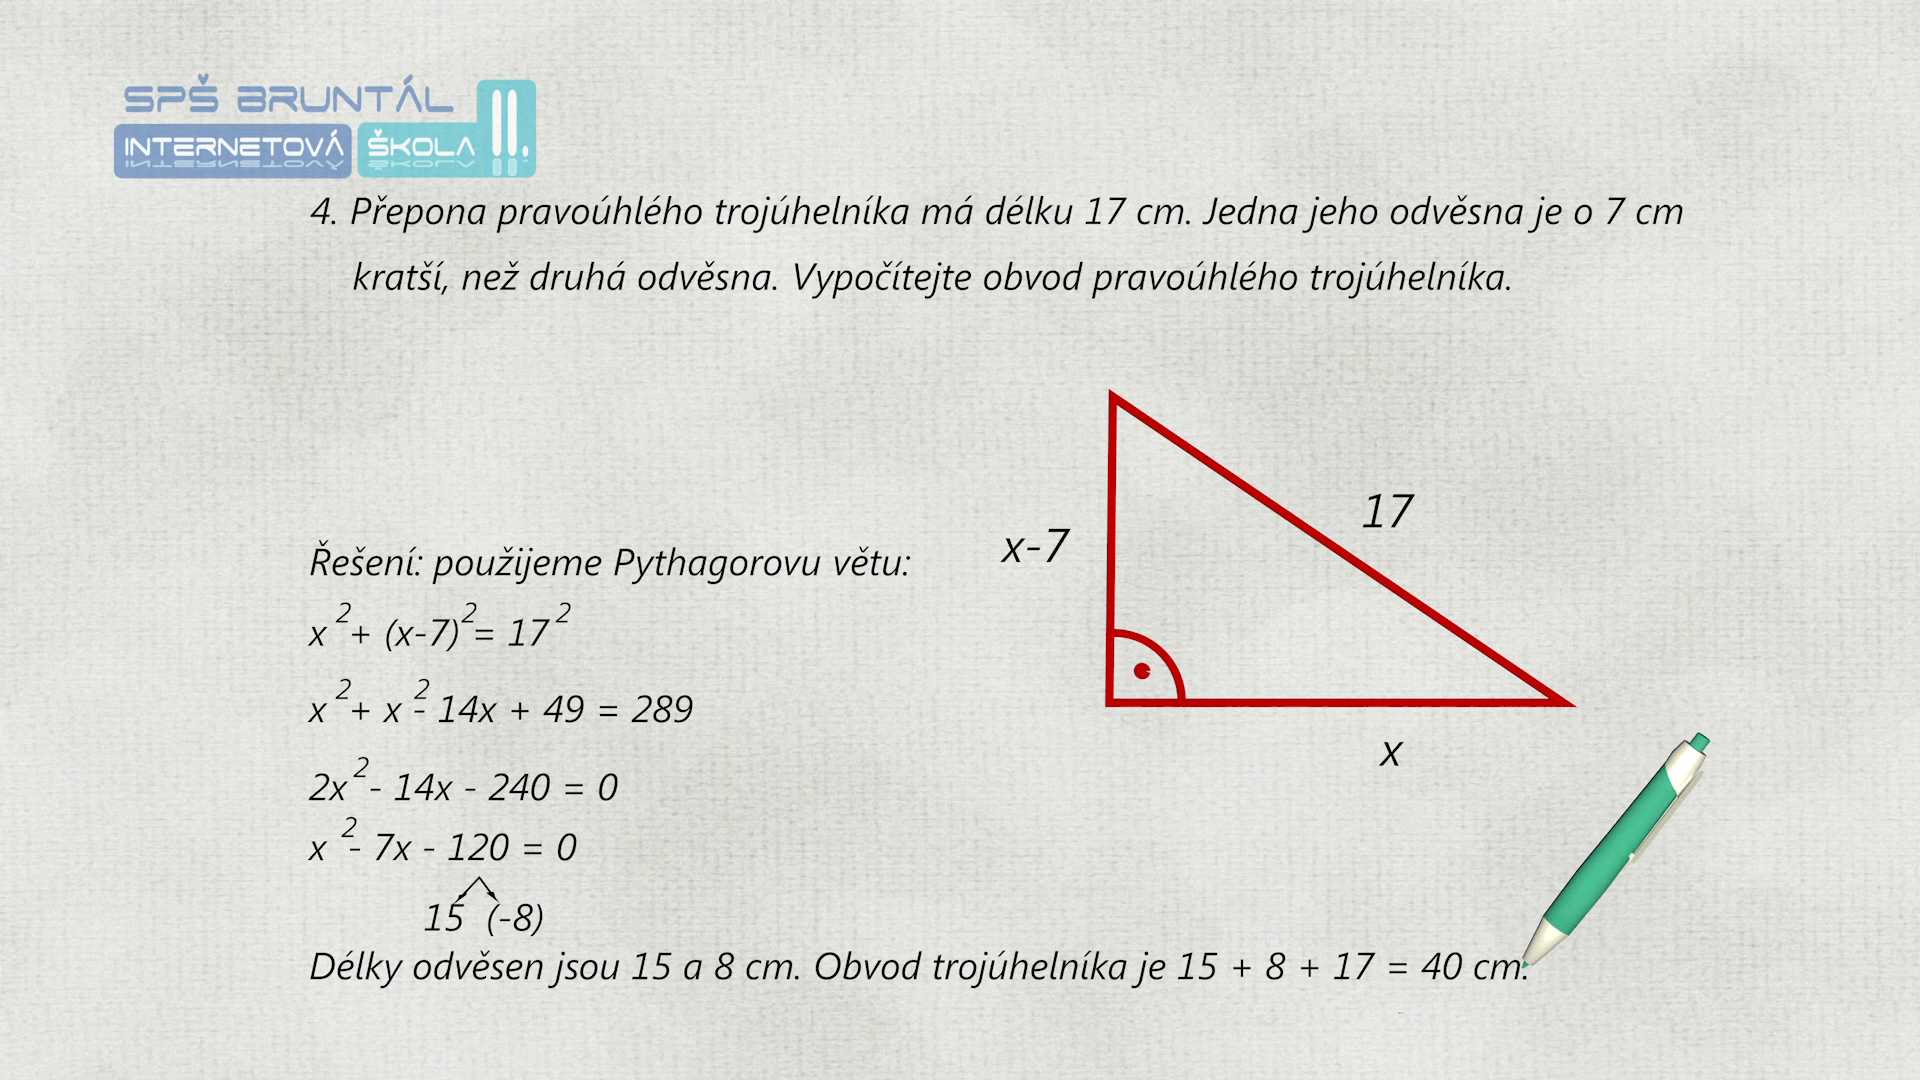 SPŠ BRUNTÁL
INTERNETOVÁ ŠKOLA II.
4. Přepona pravoúhlého trojúhelníka má délku 17 cm. Jedna jeho odvěsna je o 7 cm
kratší, než druhá odvěsna. Vypočítejte obvod pravoúhlého trojúhelníka.
17
x-7
x
Řešení: použijeme Pythagorovu větu:
x² + (x-7)² = 17²
x² + x² - 14x + 49 = 289
2x² - 14x - 240 = 0
x² - 7x - 120 = 0
15 (-8)
Délky odvěsen jsou 15 a 8 cm. Obvod trojúhelníka je 15 + 8 + 17 = 40 cm.